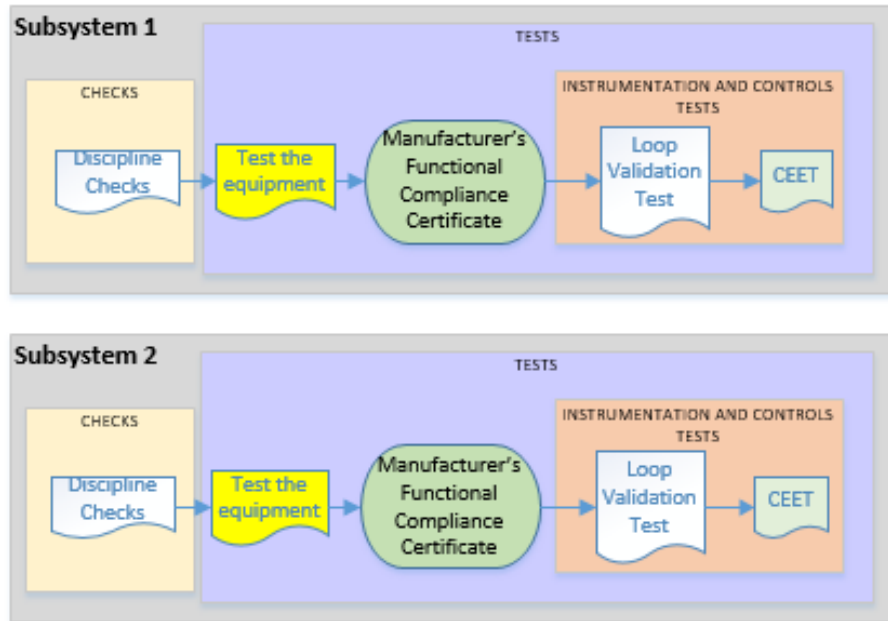 Subsystem 1
TESTS
CHECKS
INSTRUMENTATION AND CONTROLS
TESTS
Discipline
Checks
Test the
equipment
Manufacturer's
Functional
Compliance
Certificate
Loop
Validation
Test
CEET
Subsystem 2
TESTS
CHECKS
INSTRUMENTATION AND CONTROLS
TESTS
Discipline
Checks
Test the
equipment
Manufacturer's
Functional
Compliance
Certificate
Loop
Validation
Test
CEET